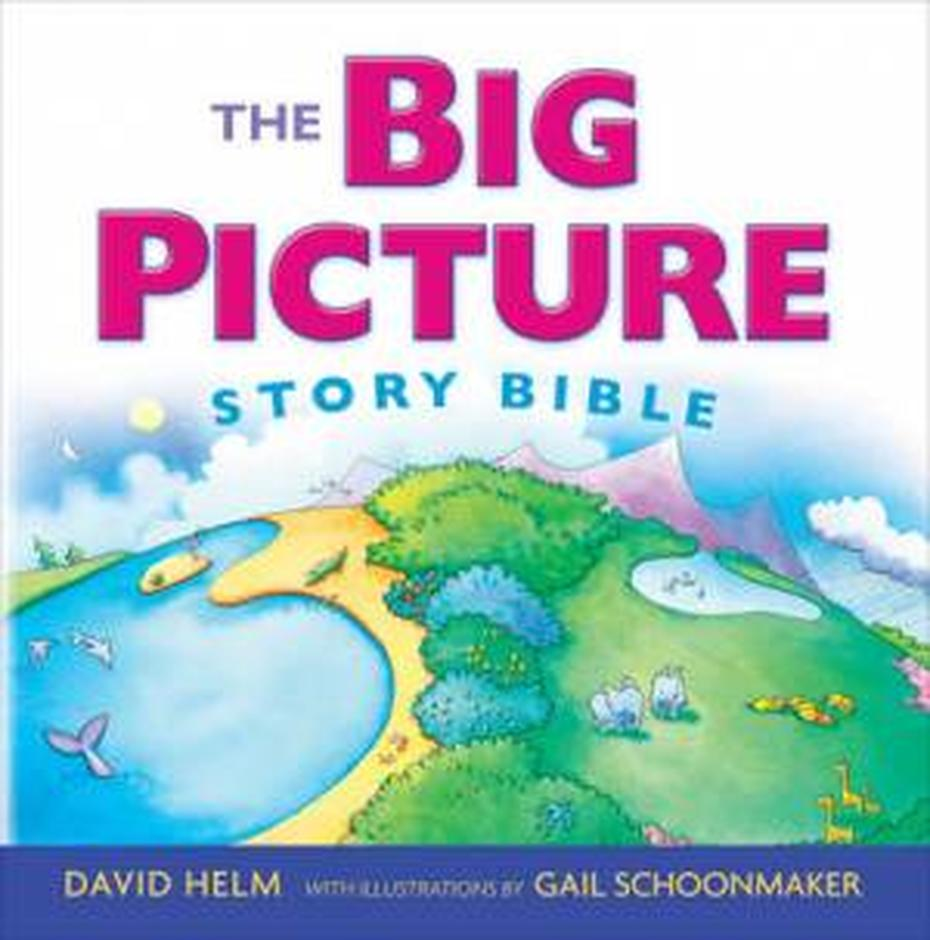 THE BIG
PICTURE
STORY BIBLE
DAVID HELM WITH ILLUSTRATIONS BY GAIL SCHOONMAKER